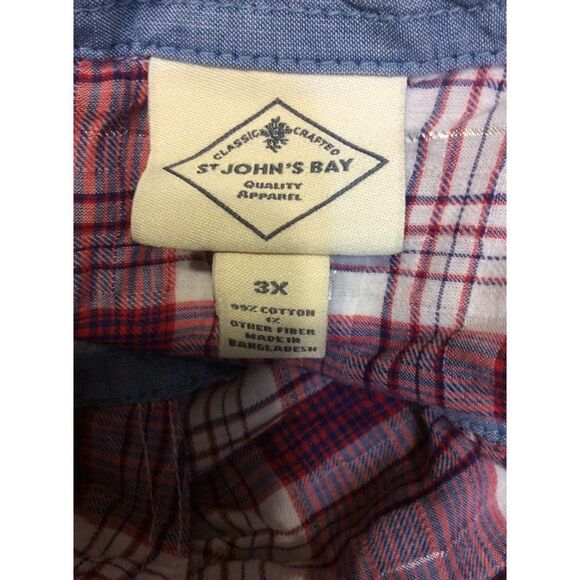 CLASSIC & CRAFTED
ST JOHN'S BAY
QUALITY
APPAREL
3X
99% COTTON
1%
OTHER FIBER
MADE IN
BANGLADESH